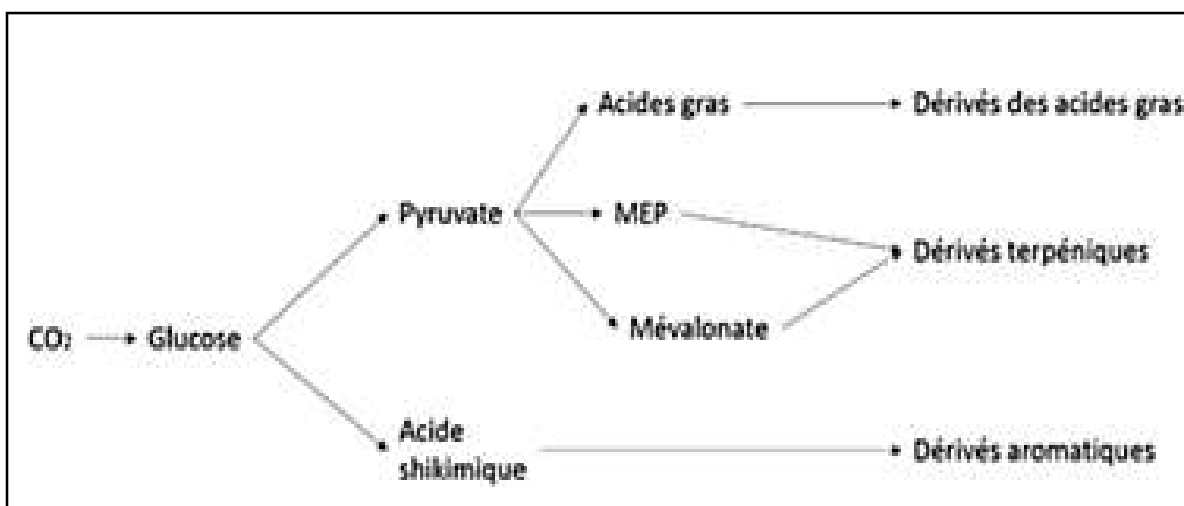 Acides gras
Dérivés des acides gras
Pyruvate
MEP
Dérivés terpéniques
Mévalonate
CO₂
Glucose
Acide
shikimique
Dérivés aromatiques